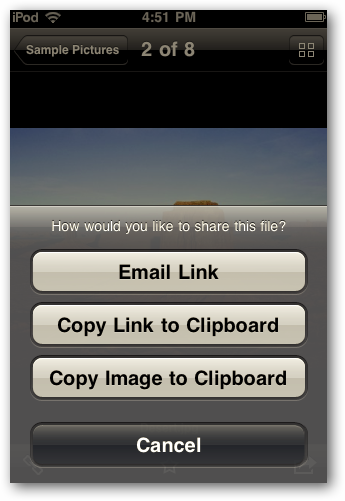 iPod 4:51 PM
Sample Pictures 2 of 8
How would you like to share this file?
Email Link
Copy Link to Clipboard
Copy Image to Clipboard
Cancel